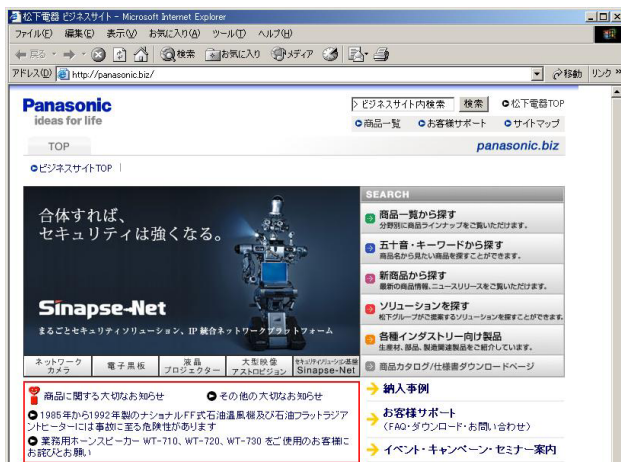 松下電器 ビジネスサイト - Microsoft Internet Explorer
ファイル(F) 編集(E) 表示(V) お気に入り(A) ツール(T) ヘルプ(H)
戻る 検索 お気に入り メディア
アドレス(D) http://panasonic.biz/ 移動 リンク »
Panasonic
ideas for life
> ビジネスサイト内検索 検索 松下電器TOP
商品一覧 お客様サポート サイトマップ
TOP
panasonic.biz
ビジネスサイトTOP
合体すれば、
セキュリティは強くなる。
Sinapse-Net
まるごとセキュリティソリューション、IP 統合ネットワークプラットフォーム
SEARCH
商品一覧から探す
分野別に商品ラインナップをご覧いただけます。
五十音・キーワードから探す
商品名から見たい商品を探すことができます。
新商品から探す
最新の商品情報、ニュースリリースをご覧いただけます。
ソリューションを探す
松下グループがご提案するソリューションを探すことができます。
各種インダストリー向け製品
生産材、部品、製造関連製品をご紹介しています。
商品カタログ/仕様書ダウンロードページ
ネットワーク
カメラ
電子黒板
液晶
プロジェクター
大型映像
アストロビジョン
セキュリティソリューションの基盤
Sinapse-Net
商品に関する大切なお知らせ その他の大切なお知らせ
1985年から1992年製のナショナルFF式石油温風機及び石油フラットラジア
ントヒーターには事故に至る危険性があります
業務用ホーンスピーカー WT-710、WT-720、WT-730 をご使用のお客様に
お詫びとお願い
納入事例
お客様サポート
(FAQ・ダウンロード・お問い合わせ)
イベント・キャンペーン・セミナー案内